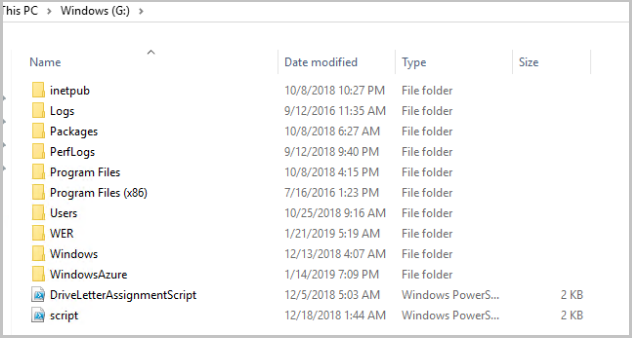 This PC › Windows (G:) ›
Name Date modified Type Size
inetpub 10/8/2018 10:27 PM File folder
Logs 9/12/2016 11:35 AM File folder
Packages 10/8/2018 6:27 AM File folder
PerfLogs 9/12/2018 9:40 PM File folder
Program Files 10/8/2018 4:15 PM File folder
Program Files (x86) 7/16/2016 1:23 PM File folder
Users 10/25/2018 9:16 AM File folder
WER 1/21/2019 5:19 AM File folder
Windows 12/13/2018 4:07 AM File folder
WindowsAzure 1/14/2019 7:09 PM File folder
DriveLetterAssignmentScript 12/5/2018 5:03 AM Windows PowerS... 2 KB
script 12/18/2018 1:44 AM Windows PowerS... 2 KB